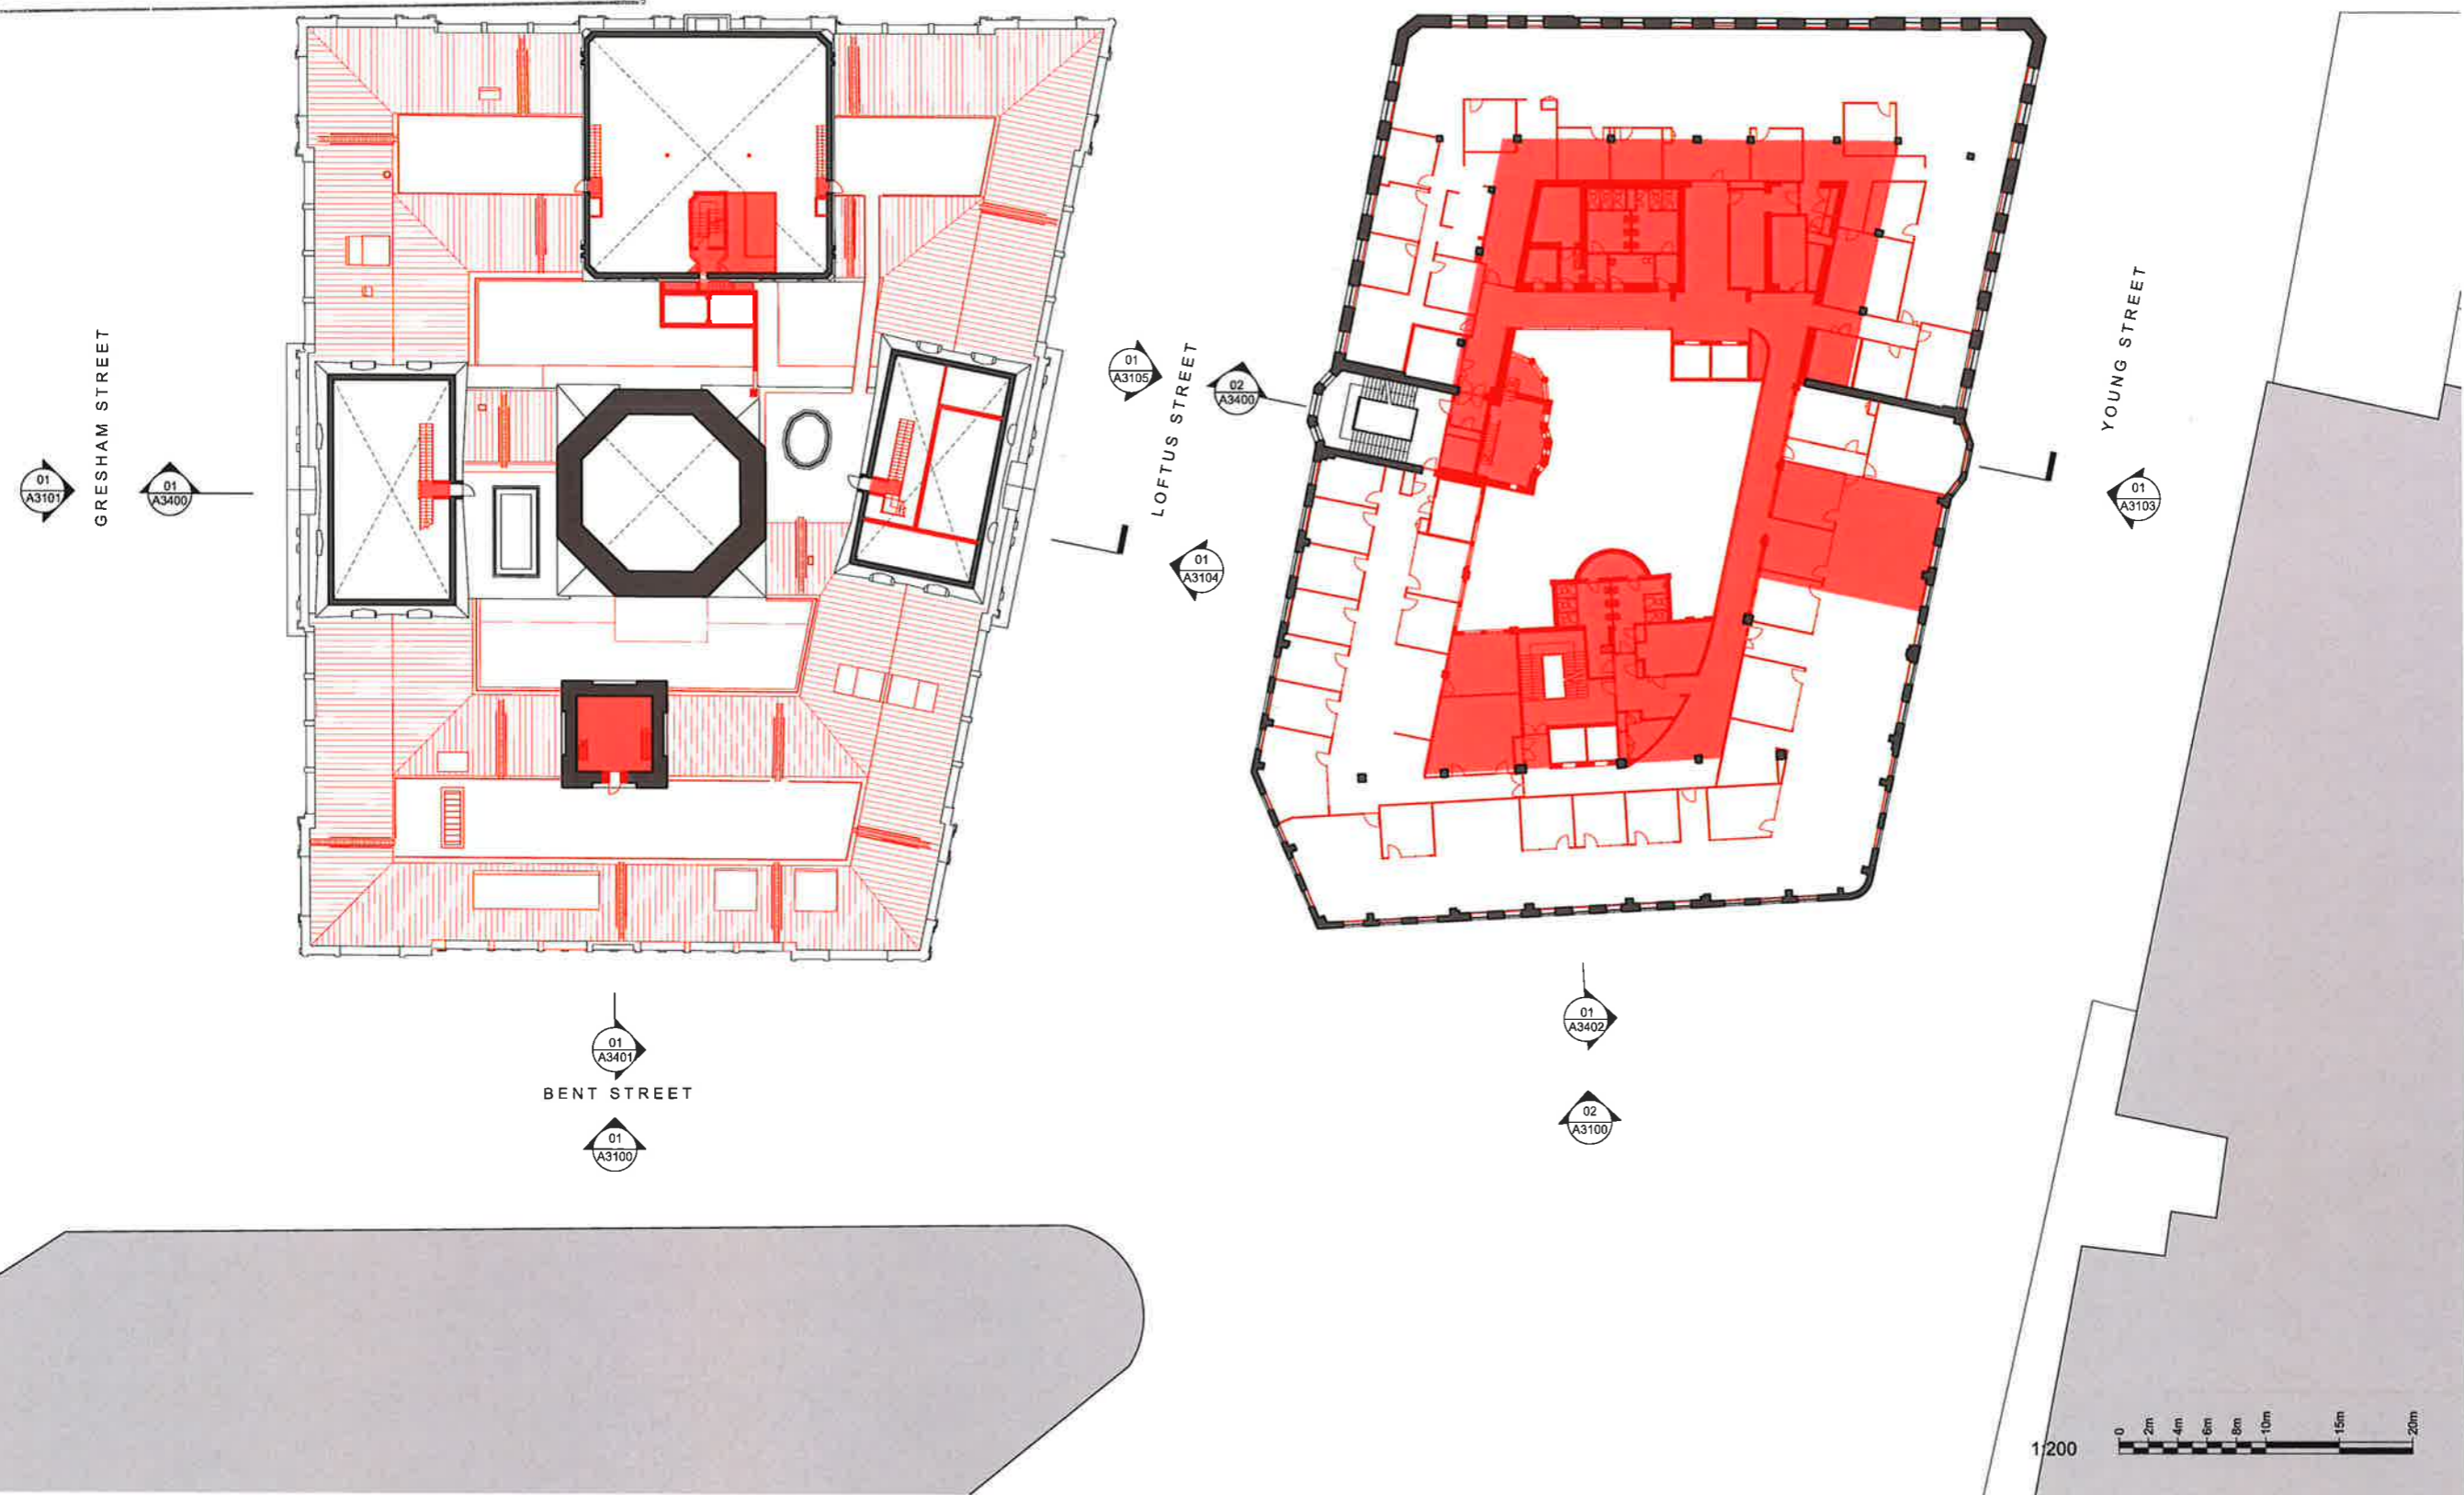 GRESHAM STREET
01
A3101
01
A3400
01
A3105
LOFTUS STREET
02
A3400
01
A3104
YOUNG STREET
01
A3103
01
A3401
BENT STREET
01
A3100
01
A3402
02
A3100
1:200
0 2m 4m 6m 8m 10m 15m 20m